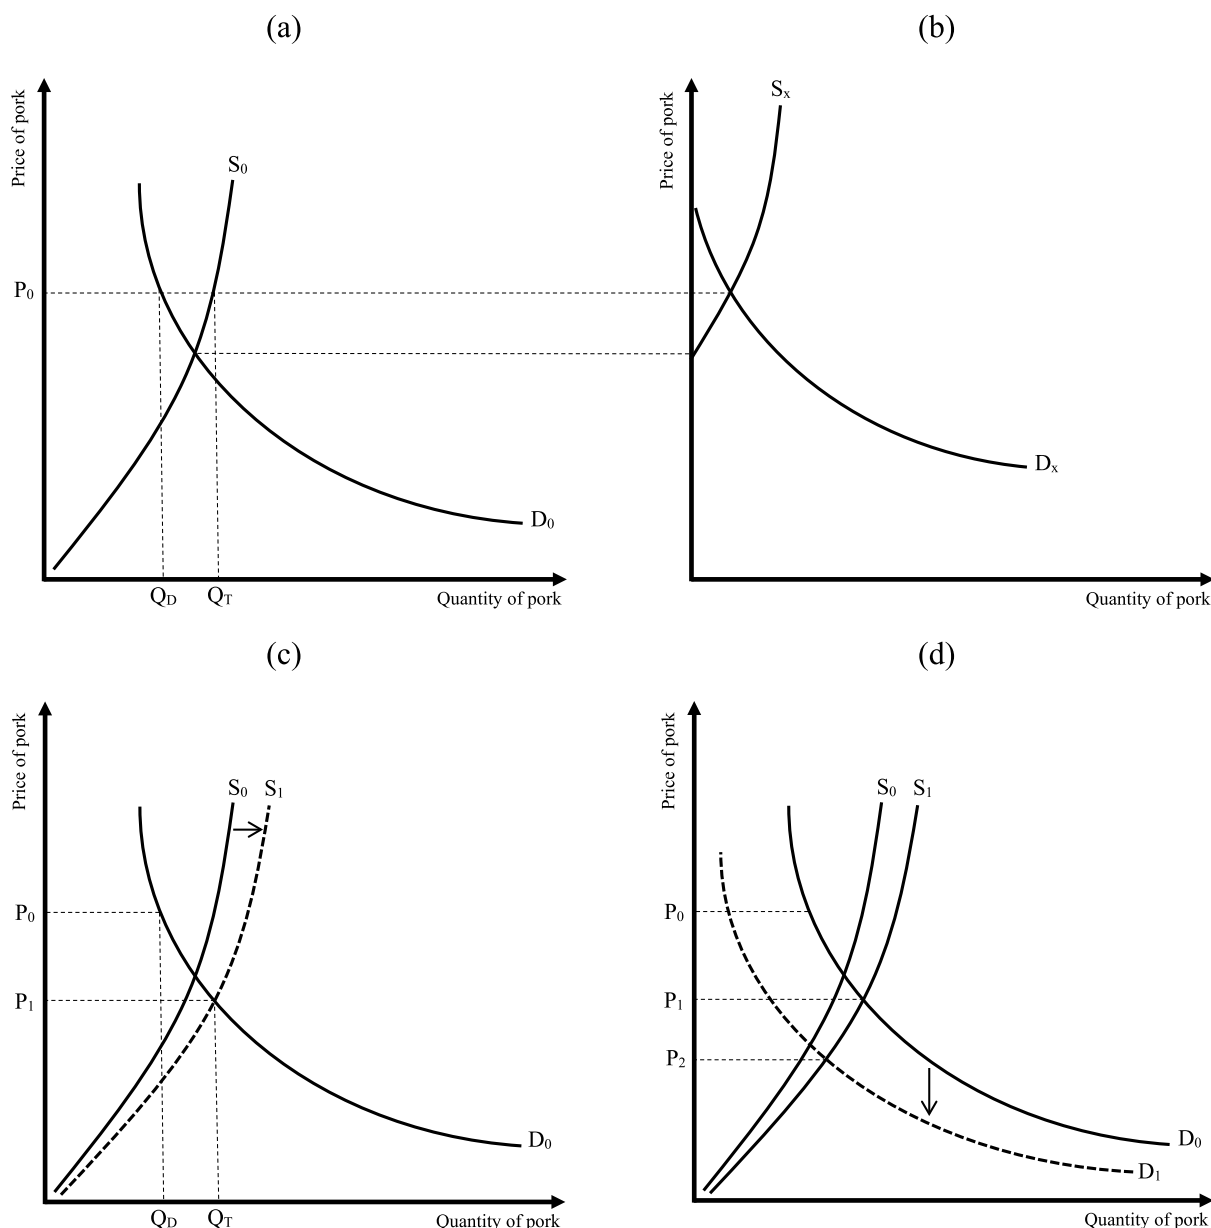 (a)
Price of pork
S₀
P₀
D₀
Q_D
Q_T
Quantity of pork
(b)
Price of pork
Sₓ
Dₓ
Quantity of pork
(c)
Price of pork
S₀
S₁
P₀
P₁
D₀
Q_D
Q_T
Quantity of pork
(d)
Price of pork
S₀
S₁
P₀
P₁
P₂
D₀
D₁
Quantity of pork